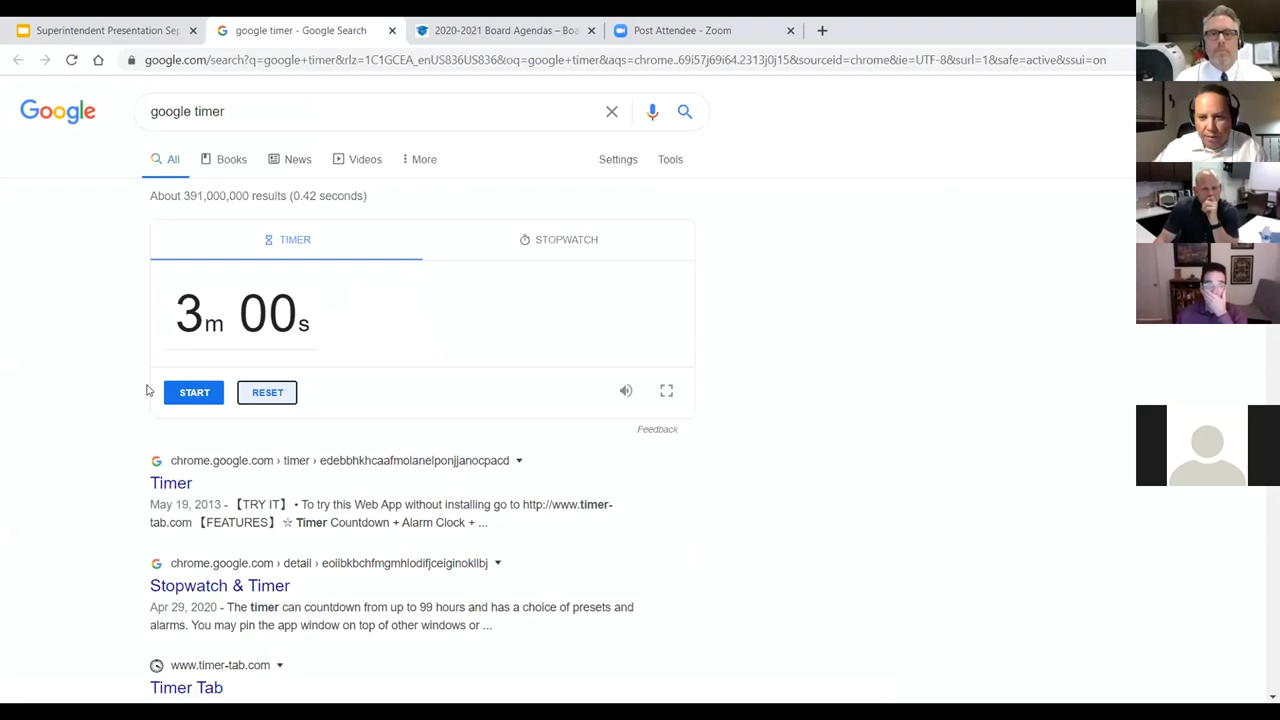 Superintendent Presentation Sep
google timer - Google Search
2020-2021 Board Agendas – Boa
Post Attendee - Zoom
google.com/search?q=google+timer&rlz=1C1GCEA_enUS836US836&oq=google+timer&aqs=chrome..69i57j69i64.2313j0j15&sourceid=chrome&ie=UTF-8&surl=1&safe=active&ssui=on
Google
google timer
All
Books
News
Videos
More
Settings
Tools
About 391,000,000 results (0.42 seconds)
TIMER
STOPWATCH
3m 00s
START
RESET
Feedback
chrome.google.com › timer › edebbhkhcaafmolanelponjjanocpacd
Timer
May 19, 2013 - 【TRY IT】 • To try this Web App without installing go to http://www.timer-
tab.com 【FEATURES】 ☆ Timer Countdown + Alarm Clock + ...
chrome.google.com › detail › eoiibkbchfmgmhlodifjceiginokllbj
Stopwatch & Timer
Apr 29, 2020 - The timer can countdown from up to 99 hours and has a choice of presets and
alarms. You may pin the app window on top of other windows or ...
www.timer-tab.com
Timer Tab